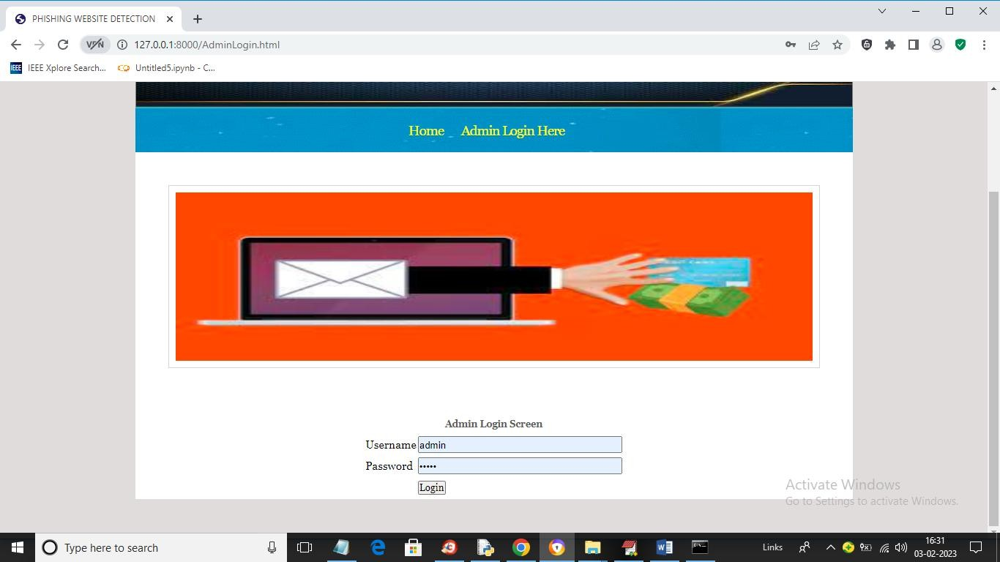 PHISHING WEBSITE DETECTION
VPN
127.0.0.1:8000/AdminLogin.html
IEEE
IEEE Xplore Search...
Untitled5.ipynb - C...
Home
Admin Login Here
Admin Login Screen
Username
admin
Password
•••••
Login
Activate Windows
Go to Settings to activate Windows.
Type here to search
Links
16:31
03-02-2023